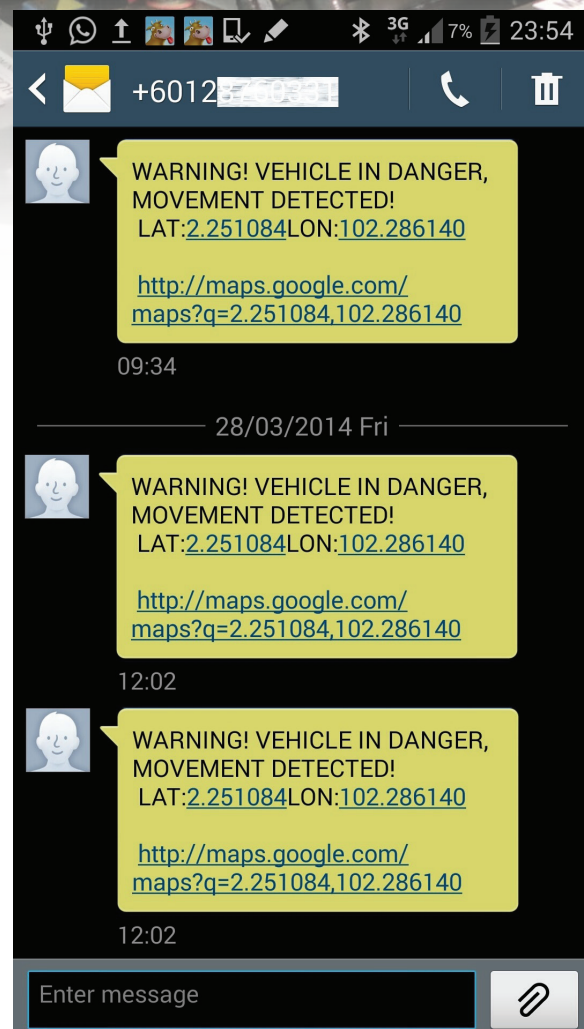 3G 7% 23:54
+6012
WARNING! VEHICLE IN DANGER,
MOVEMENT DETECTED!
LAT:2.251084LON:102.286140
http://maps.google.com/
maps?q=2.251084,102.286140
09:34
28/03/2014 Fri
WARNING! VEHICLE IN DANGER,
MOVEMENT DETECTED!
LAT:2.251084LON:102.286140
http://maps.google.com/
maps?q=2.251084,102.286140
12:02
WARNING! VEHICLE IN DANGER,
MOVEMENT DETECTED!
LAT:2.251084LON:102.286140
http://maps.google.com/
maps?q=2.251084,102.286140
12:02
Enter message